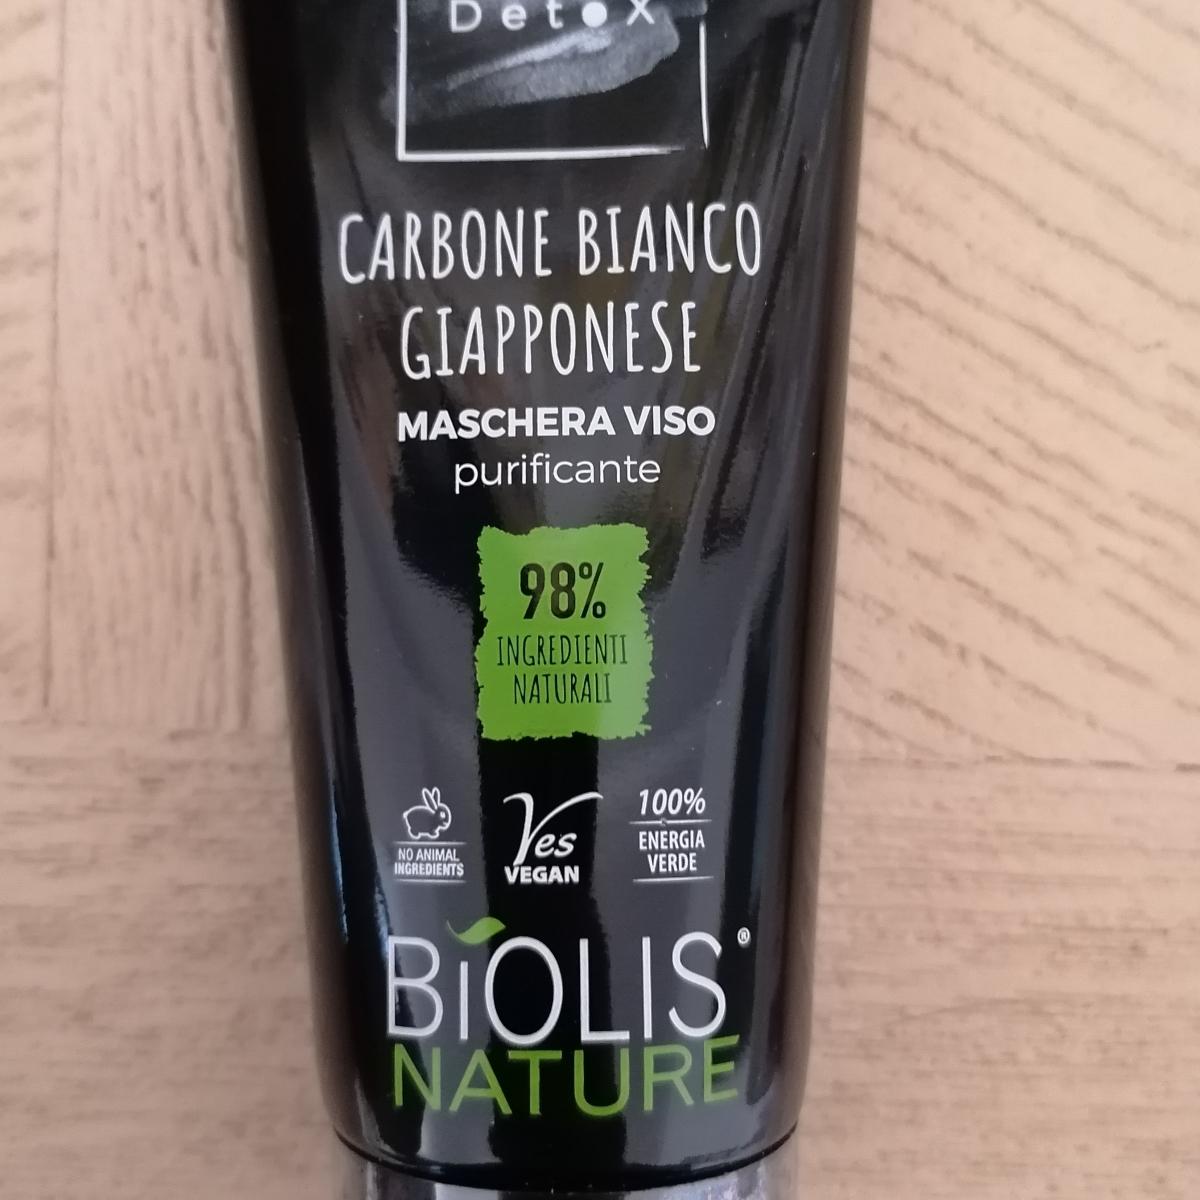 Detox
CARBONE BIANCO
GIAPPONESE
MASCHERA VISO
purificante
98%
INGREDIENTI
NATURALI
NO ANIMAL
INGREDIENTS
Yes
VEGAN
100%
ENERGIA
VERDE
BIOLIS®
NATURE